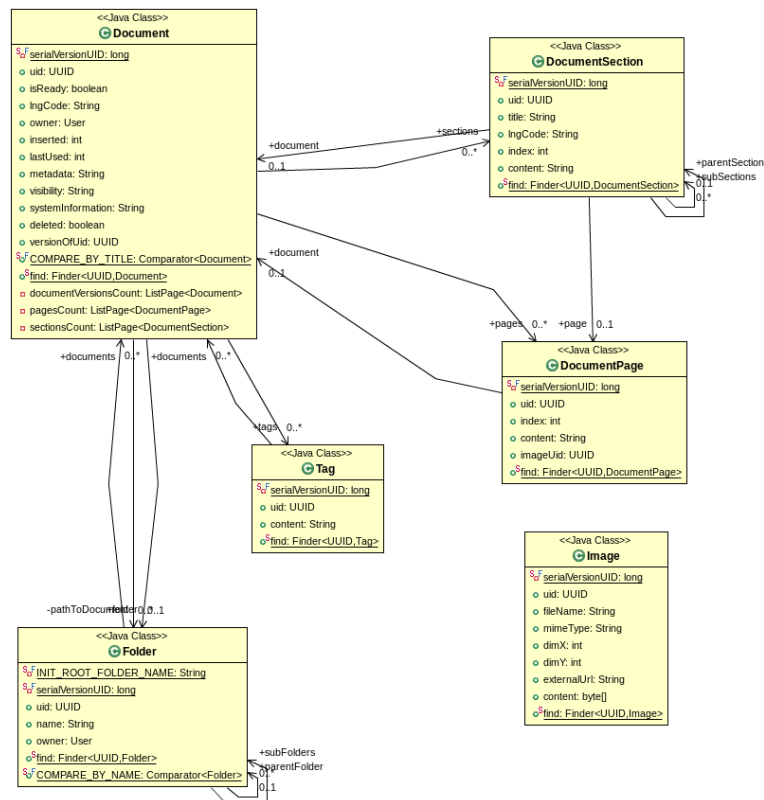 <<Java Class>>
Document
serialVersionUID: long
uid: UUID
isReady: boolean
lngCode: String
owner: User
inserted: int
lastUsed: int
metadata: String
visibility: String
systemInformation: String
deleted: boolean
versionOfUid: UUID
COMPARE_BY_TITLE: Comparator<Document>
find: Finder<UUID,Document>
documentVersionsCount: ListPage<Document>
pagesCount: ListPage<DocumentPage>
sectionsCount: ListPage<DocumentSection>
<<Java Class>>
DocumentSection
serialVersionUID: long
uid: UUID
title: String
lngCode: String
index: int
content: String
find: Finder<UUID,DocumentSection>
+sections
0..*
+document
0..1
+parentSection
+subSections
0..1
0..*
+document
0..1
+pages 0..*
+page 0..1
<<Java Class>>
DocumentPage
serialVersionUID: long
uid: UUID
index: int
content: String
imageUid: UUID
find: Finder<UUID,DocumentPage>
+documents 0..*
+documents 0..*
+tags 0..*
<<Java Class>>
Tag
serialVersionUID: long
uid: UUID
content: String
find: Finder<UUID,Tag>
<<Java Class>>
Image
serialVersionUID: long
uid: UUID
fileName: String
mimeType: String
dimX: int
dimY: int
externalUrl: String
content: byte[]
find: Finder<UUID,Image>
0..1
<<Java Class>>
Folder
INIT_ROOT_FOLDER_NAME: String
serialVersionUID: long
uid: UUID
name: String
owner: User
find: Finder<UUID,Folder>
COMPARE_BY_NAME: Comparator<Folder>
+subFolders
+parentFolder
0..1